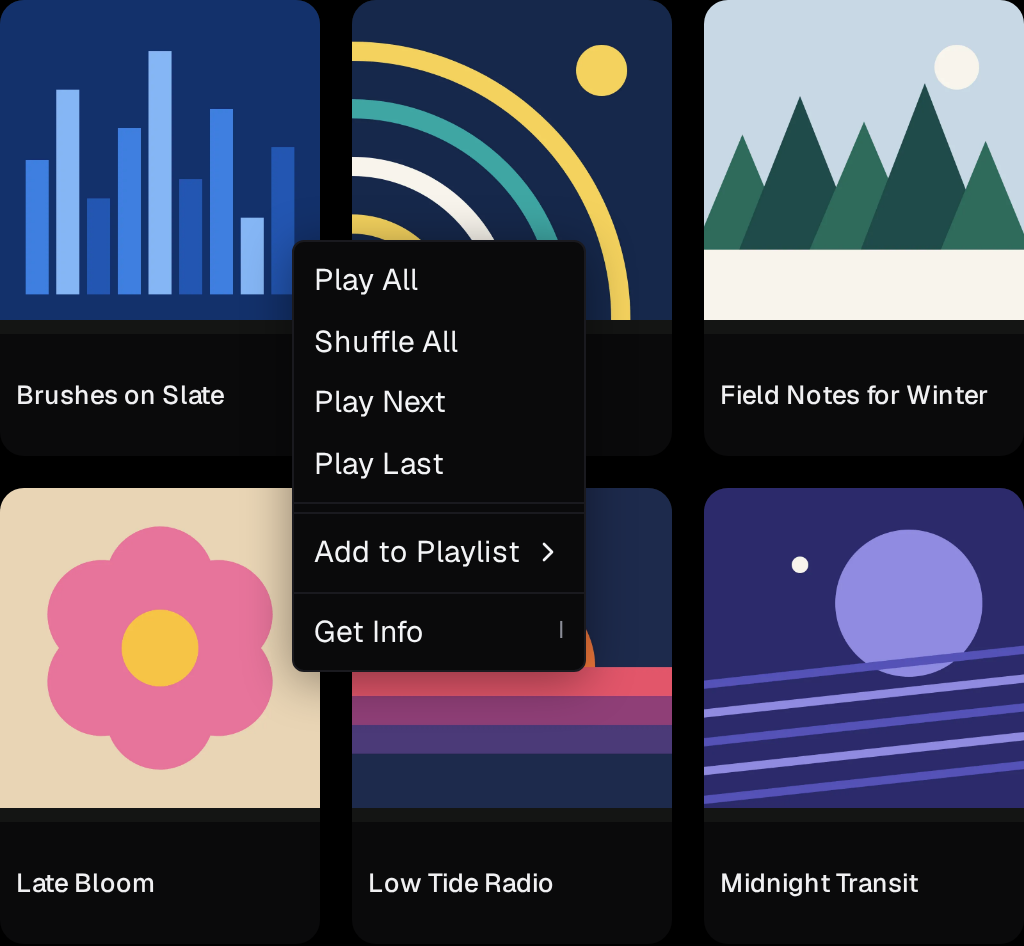 Play All
Shuffle All
Play Next
Play Last
Add to Playlist
Get Info I
Brushes on Slate
Field Notes for Winter
Late Bloom
Low Tide Radio
Midnight Transit